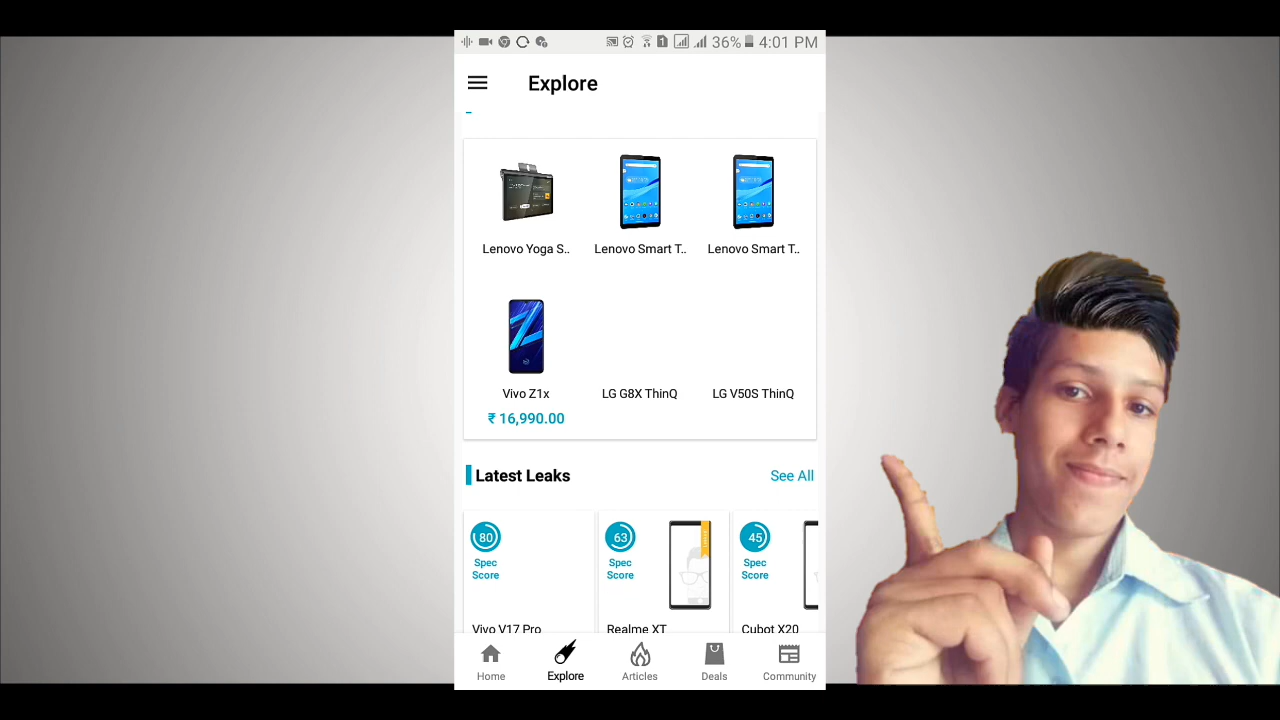 36% 4:01 PM
Explore
Lenovo Yoga S..
Lenovo Smart T..
Lenovo Smart T..
Vivo Z1x
LG G8X ThinQ
LG V50S ThinQ
₹ 16,990.00
Latest Leaks
See All
80
Spec
Score
Vivo V17 Pro
63
Spec
Score
Realme XT
45
Spec
Score
Cubot X20
Home
Explore
Articles
Deals
Community